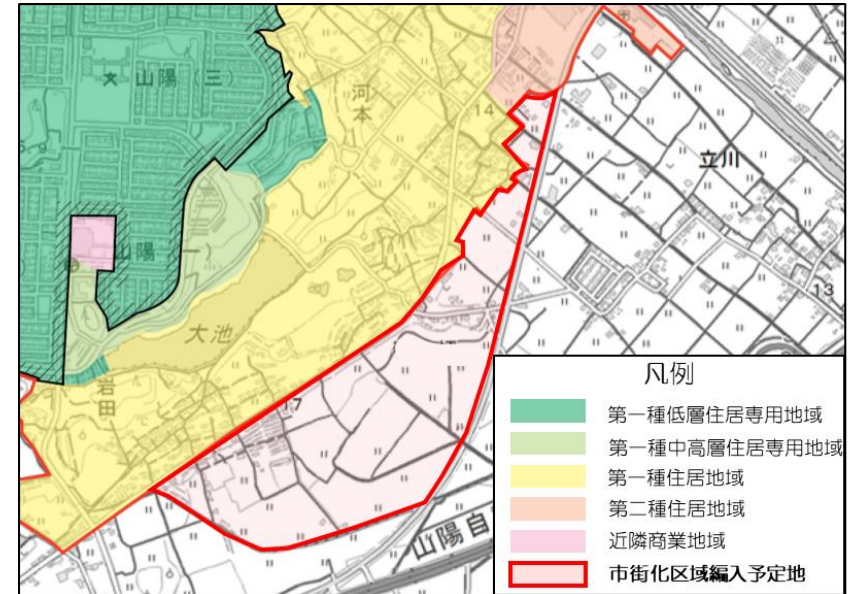 山陽(三)
河本
14
立川
山陽(一)
13
大池
岩田
17
山陽自
凡例
第一種低層住居専用地域
第一種中高層住居専用地域
第一種住居地域
第二種住居地域
近隣商業地域
市街化区域編入予定地